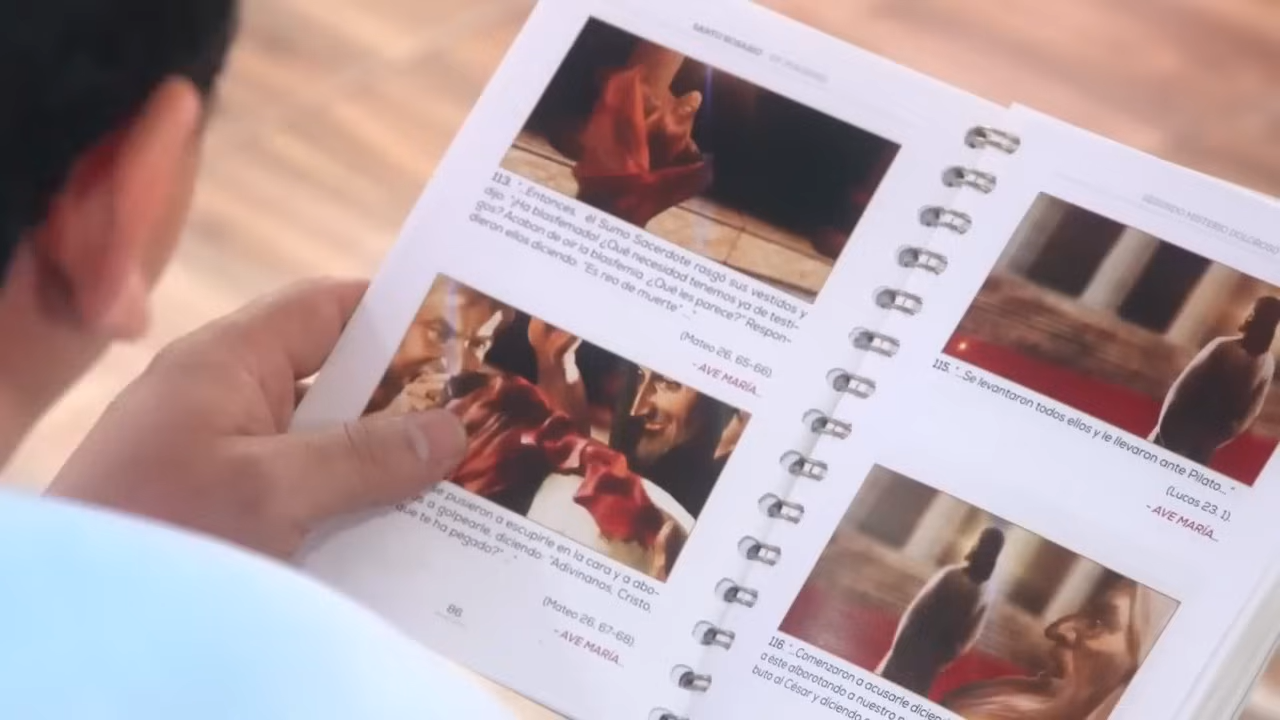 SANTO ROSARIO
113. "...Entonces, el Sumo Sacerdote rasgó sus vestidos y
dijo: "¡Ha blasfemado! ¿Qué necesidad tenemos ya de testi-
gos? Acaban de oír la blasfemia. ¿Qué les parece?" Respon-
dieron ellos diciendo: "Es reo de muerte"..."
(Mateo 26, 65-66).
- AVE MARÍA...
se pusieron a escupirle en la cara y a abo-
a golpearle, diciendo: "Adivínanos, Cristo,
que te ha pegado?"..."
(Mateo 26, 67-68).
- AVE MARÍA...
86
SEGUNDO MISTERIO DOLOROSO
115. "...Se levantaron todos ellos y le llevaron ante Pilato..."
(Lucas 23, 1).
- AVE MARÍA...
116. "...Comenzaron a acusarle
a éste alborotando a nuestro
buto al César y diciendo